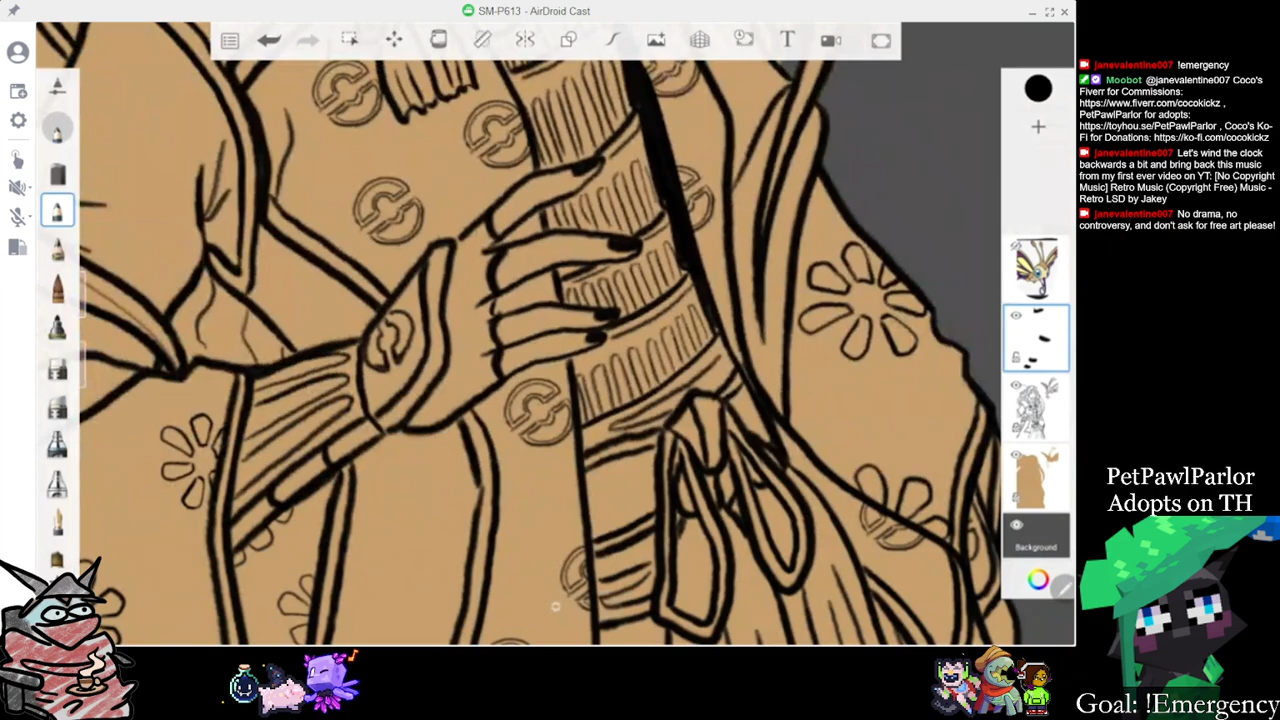 SM-P613 - AirDroid Cast
T
janevalentine007 !emergency
Moobot @janevalentine007 Coco's
Fiverr for Commissions:
https://www.fiverr.com/cocokickz ,
PetPawlParlor for adopts:
https://toyhou.se/PetPawlParlor , Coco's Ko-
Fi for Donations: https://ko-fi.com/cocokickz
janevalentine007 Let's wind the clock
backwards a bit and bring back this music
from my first ever video on YT: [No Copyright
Music] Retro Music (Copyright Free) Music -
Retro LSD by Jakey
janevalentine007 No drama, no
controversy, and don't ask for free art please!
Background
PetPawlParlor
Adopts on TH
Goal: !Emergency